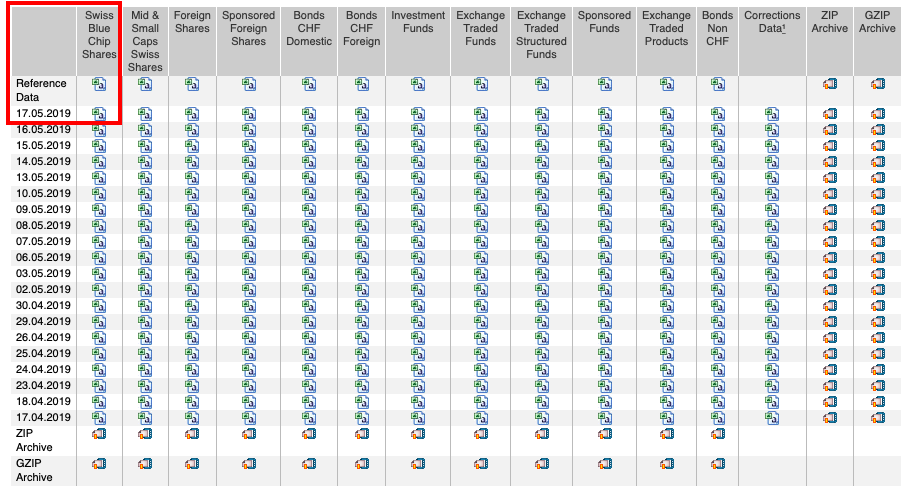 Swiss Blue Chip Shares
Mid & Small Caps Swiss Shares
Foreign Shares
Sponsored Foreign Shares
Bonds CHF Domestic
Bonds CHF Foreign
Investment Funds
Exchange Traded Funds
Exchange Traded Structured Funds
Sponsored Funds
Exchange Traded Products
Bonds Non CHF
Corrections Data¹
ZIP Archive
GZIP Archive
Reference Data
17.05.2019
16.05.2019
15.05.2019
14.05.2019
13.05.2019
10.05.2019
09.05.2019
08.05.2019
07.05.2019
06.05.2019
03.05.2019
02.05.2019
30.04.2019
29.04.2019
26.04.2019
25.04.2019
24.04.2019
23.04.2019
18.04.2019
17.04.2019
ZIP Archive
GZIP Archive